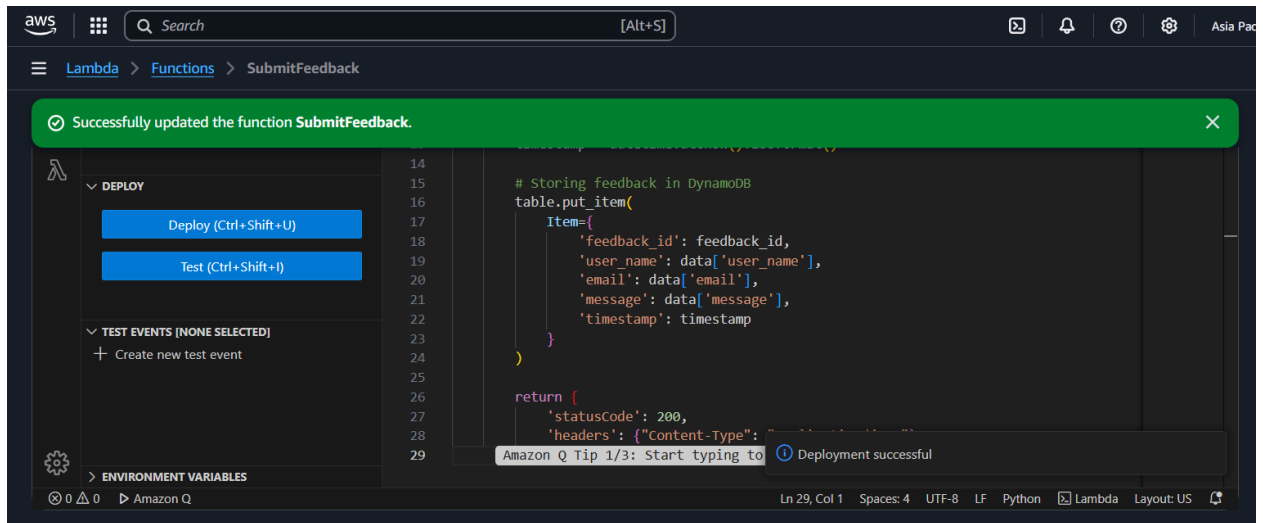 aws
Search [Alt+S]
Asia Pac
Lambda > Functions > SubmitFeedback
Successfully updated the function SubmitFeedback.
14
DEPLOY
15 # Storing feedback in DynamoDB
16 table.put_item(
Deploy (Ctrl+Shift+U)
17 Item={
18 'feedback_id': feedback_id,
19 'user_name': data['user_name'],
Test (Ctrl+Shift+I)
20 'email': data['email'],
21 'message': data['message'],
22 'timestamp': timestamp
TEST EVENTS [NONE SELECTED]
23 }
Create new test event
24 )
25
26 return {
27 'statusCode': 200,
28 'headers': {"Content-Type":
29 Amazon Q Tip 1/3: Start typing to
Deployment successful
ENVIRONMENT VARIABLES
0 0 Amazon Q Ln 29, Col 1 Spaces: 4 UTF-8 LF Python Lambda Layout: US